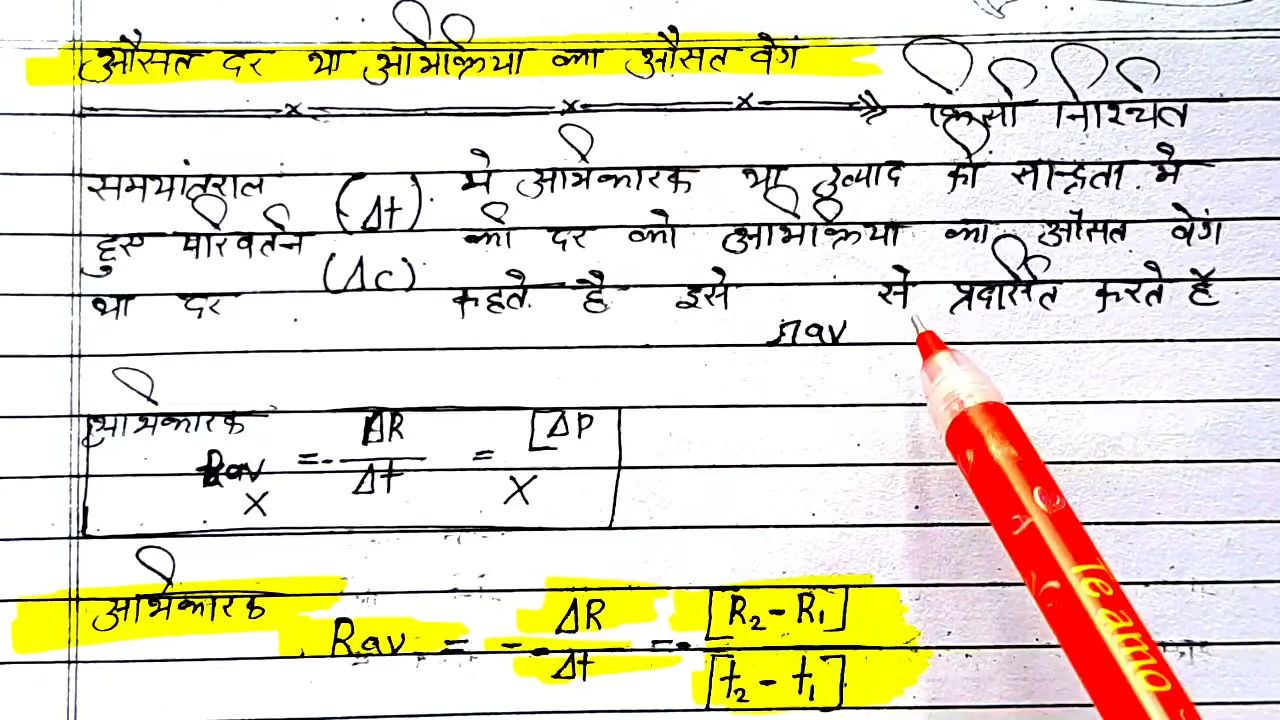 औसत दर या अभिक्रिया का औसत वेग
किसी निश्चित
समयांतराल (Δt) में अभिकारक या उत्पाद की सान्द्रता में
हुए परिवर्तन (Δc) की दर को अभिक्रिया का औसत वेग
या दर कहते है इसे rav से प्रदर्शित करते हैं
अभिकारक
Rav = - ΔR/Δt = [ΔP
X X
अभिकारक
Rav = - ΔR/Δt = - [R₂ - R₁]/[t₂ - t₁]
Te amo